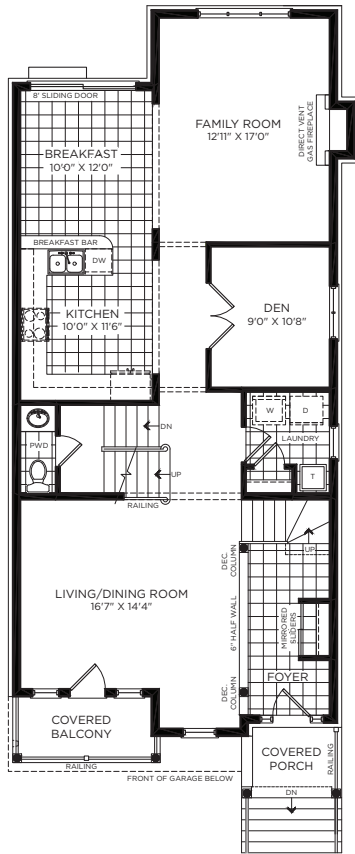 8' SLIDING DOOR
FAMILY ROOM
12'11" X 17'0"
DIRECT VENT
GAS FIREPLACE
BREAKFAST
10'0" X 12'0"
BREAKFAST BAR
DW
KITCHEN
10'0" X 11'6"
DEN
9'0" X 10'8"
W
D
LAUNDRY
T
PWD
DN
UP
RAILING
UP
DEC.
COLUMN
LIVING/DINING ROOM
16'7" X 14'4"
6" HALF WALL
MIRRORED
SLIDERS
FOYER
DEC.
COLUMN
COVERED
BALCONY
RAILING
FRONT OF GARAGE BELOW
COVERED
PORCH
RAILING
DN